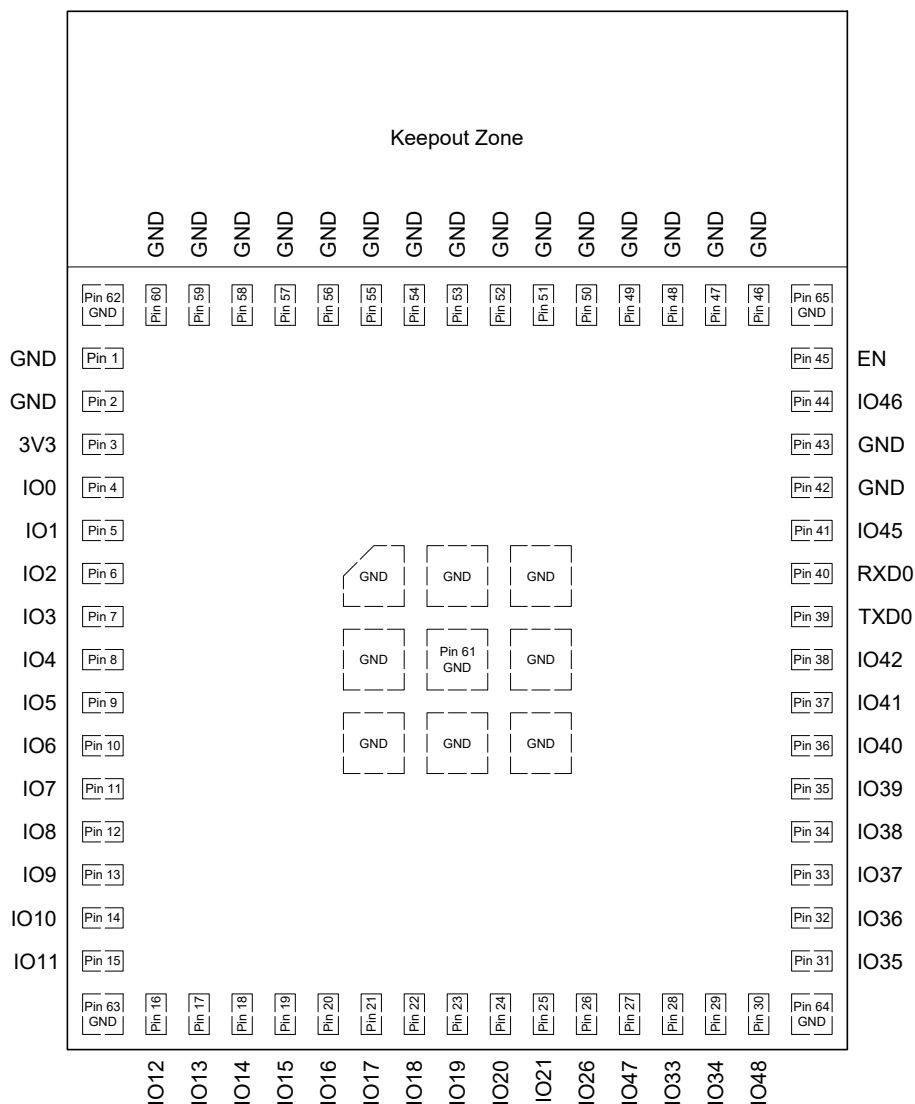 Keepout Zone
GND GND GND GND GND GND GND GND GND GND GND GND GND GND GND
Pin 62 GND Pin 60 Pin 59 Pin 58 Pin 57 Pin 56 Pin 55 Pin 54 Pin 53 Pin 52 Pin 51 Pin 50 Pin 49 Pin 48 Pin 47 Pin 46 Pin 65 GND
GND Pin 1 Pin 45 EN
GND Pin 2 Pin 44 IO46
3V3 Pin 3 Pin 43 GND
IO0 Pin 4 Pin 42 GND
IO1 Pin 5 Pin 41 IO45
IO2 Pin 6 GND GND GND Pin 40 RXD0
IO3 Pin 7 Pin 39 TXD0
IO4 Pin 8 GND Pin 61 GND GND Pin 38 IO42
IO5 Pin 9 Pin 37 IO41
IO6 Pin 10 GND GND GND Pin 36 IO40
IO7 Pin 11 Pin 35 IO39
IO8 Pin 12 Pin 34 IO38
IO9 Pin 13 Pin 33 IO37
IO10 Pin 14 Pin 32 IO36
IO11 Pin 15 Pin 31 IO35
Pin 63 GND Pin 16 Pin 17 Pin 18 Pin 19 Pin 20 Pin 21 Pin 22 Pin 23 Pin 24 Pin 25 Pin 26 Pin 27 Pin 28 Pin 29 Pin 30 Pin 64 GND
IO12 IO13 IO14 IO15 IO16 IO17 IO18 IO19 IO20 IO21 IO26 IO47 IO33 IO34 IO48